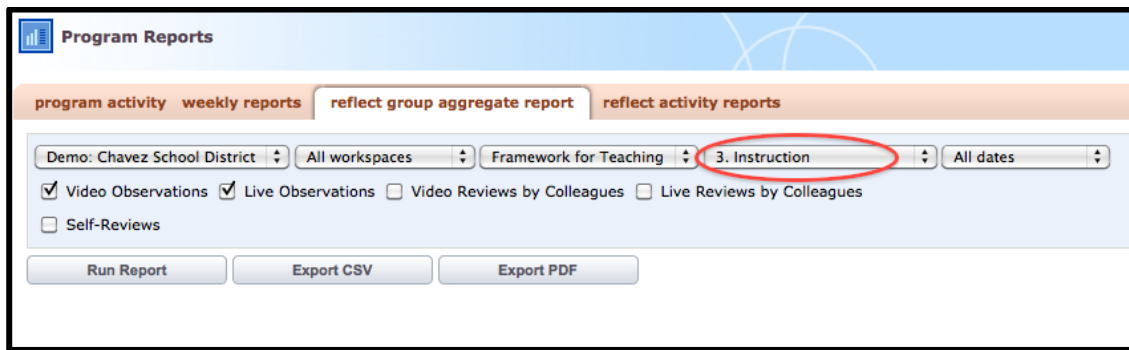 Program Reports
program activity weekly reports reflect group aggregate report reflect activity reports
Demo: Chavez School District All workspaces Framework for Teaching 3. Instruction All dates
Video Observations Live Observations Video Reviews by Colleagues Live Reviews by Colleagues
Self-Reviews
Run Report Export CSV Export PDF